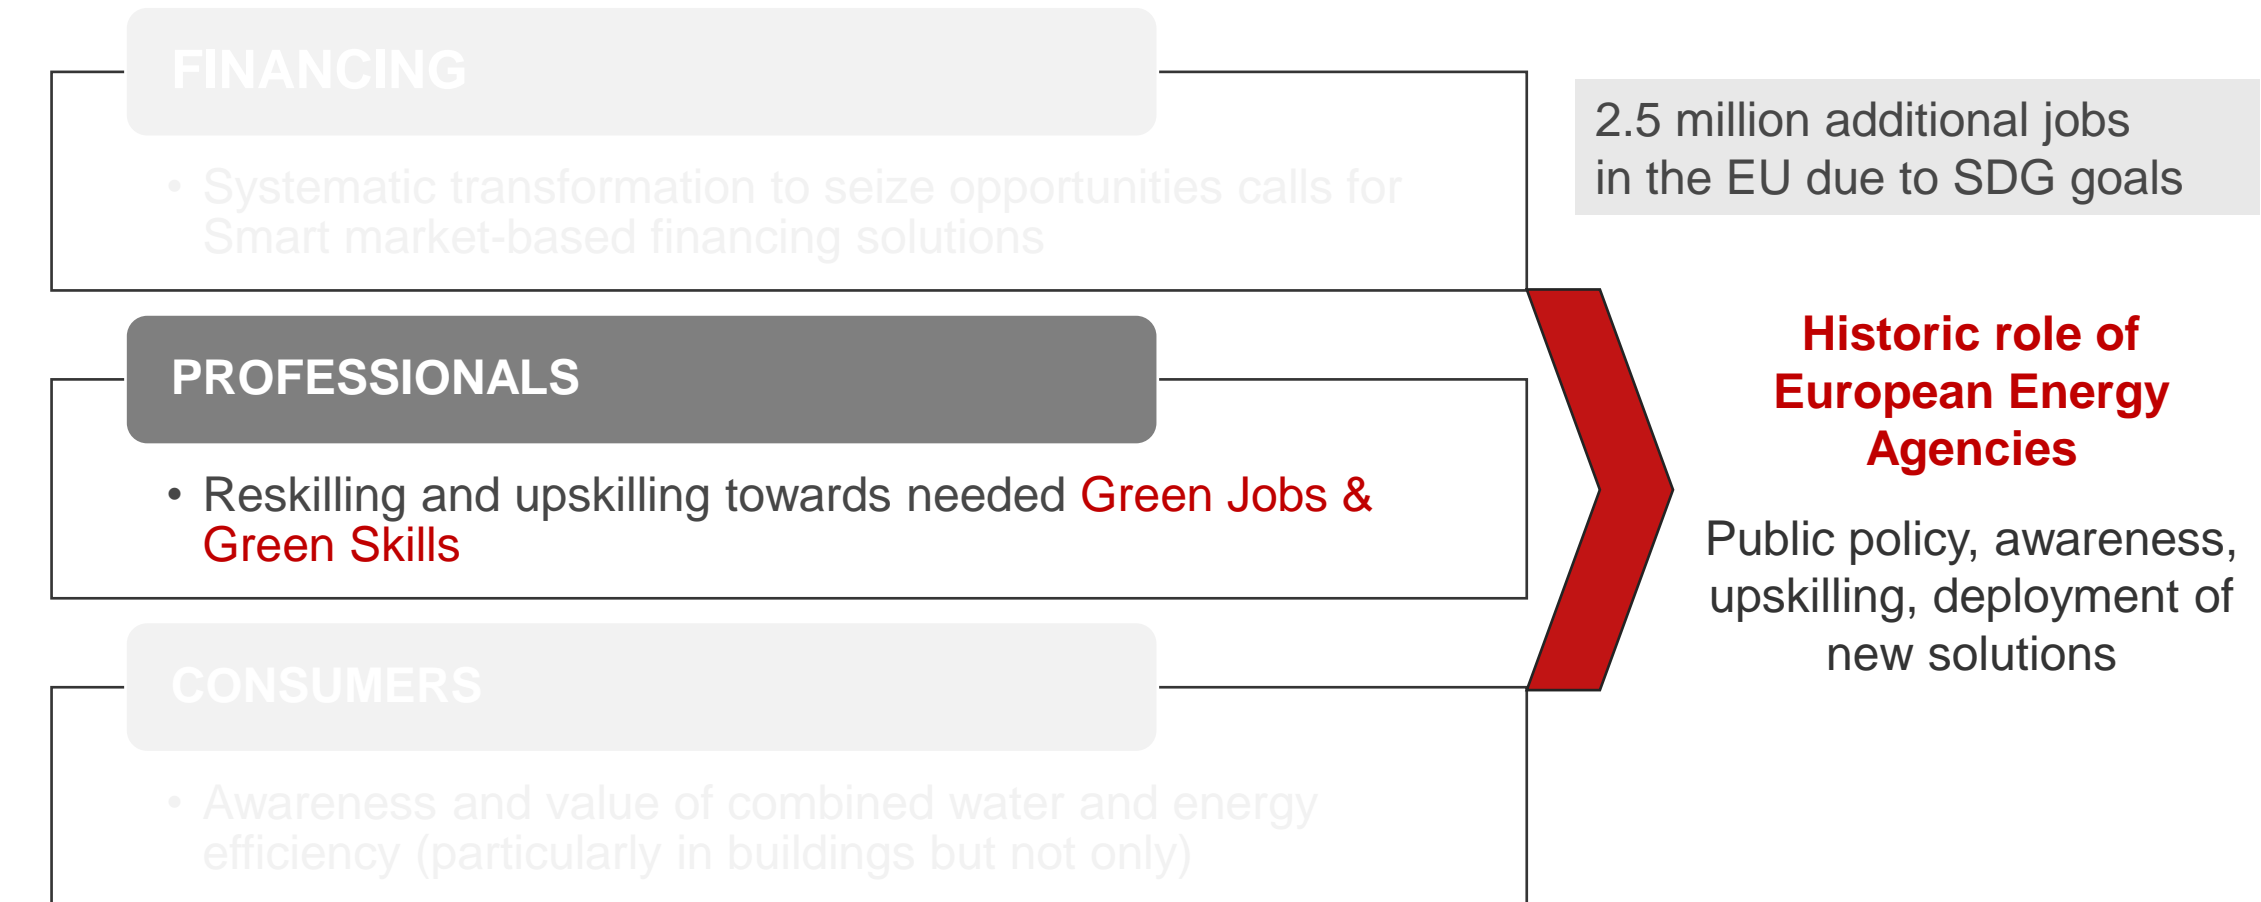 FINANCING
• Systematic transformation to seize opportunities calls for
Smart market-based financing solutions
PROFESSIONALS
• Reskilling and upskilling towards needed Green Jobs &
Green Skills
CONSUMERS
• Awareness and value of combined water and energy
efficiency (particularly in buildings but not only)
2.5 million additional jobs
in the EU due to SDG goals
Historic role of
European Energy
Agencies
Public policy, awareness,
upskilling, deployment of
new solutions